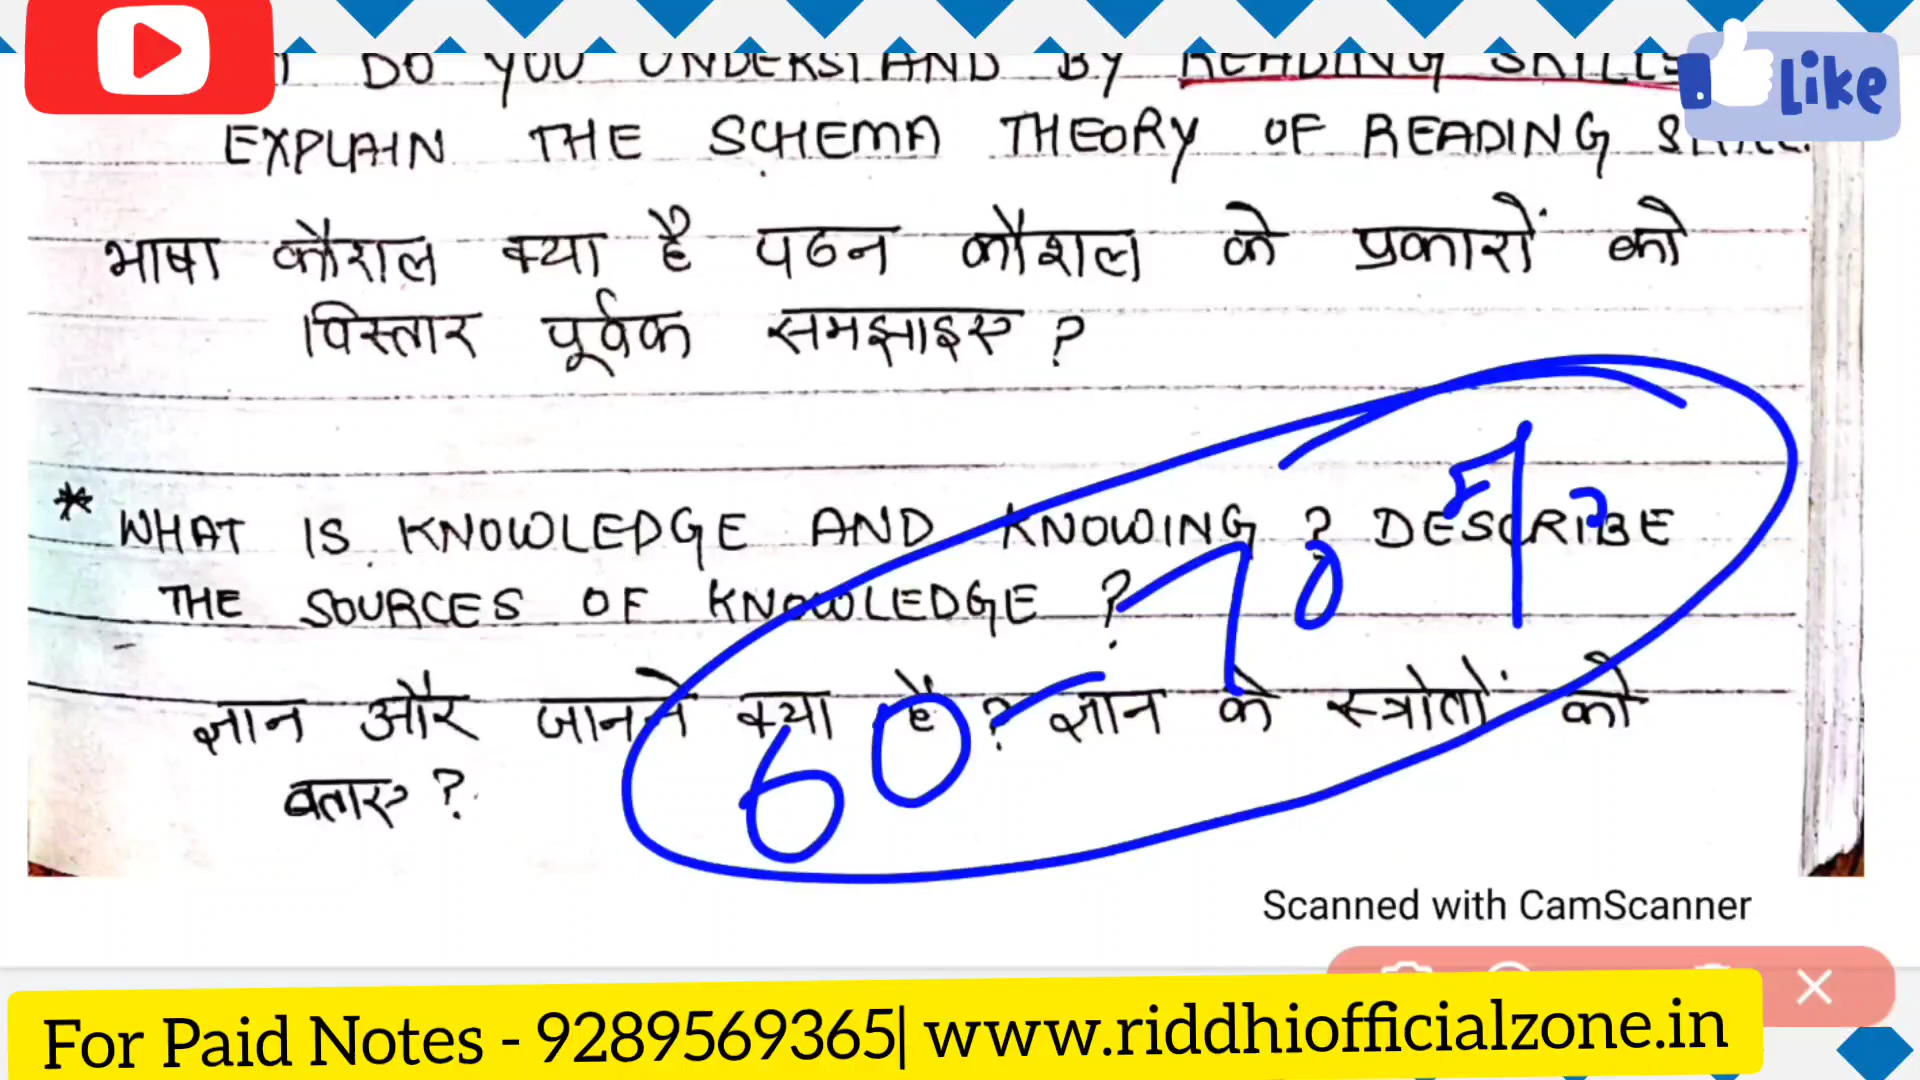 DO YOU UNDERSTAND BY READING SKILLS
Like
EXPLAIN THE SCHEMA THEORY OF READING SKILL.
भाषा कौशल क्या है पठन कौशल के प्रकारों को
विस्तार पूर्वक समझाइए ?
* WHAT IS KNOWLEDGE AND KNOWING ? DESCRIBE
THE SOURCES OF KNOWLEDGE ?
ज्ञान और जानने क्या है ? ज्ञान के स्त्रोतों को
बताए ?
60 70
Scanned with CamScanner
For Paid Notes - 9289569365| www.riddhiofficialzone.in